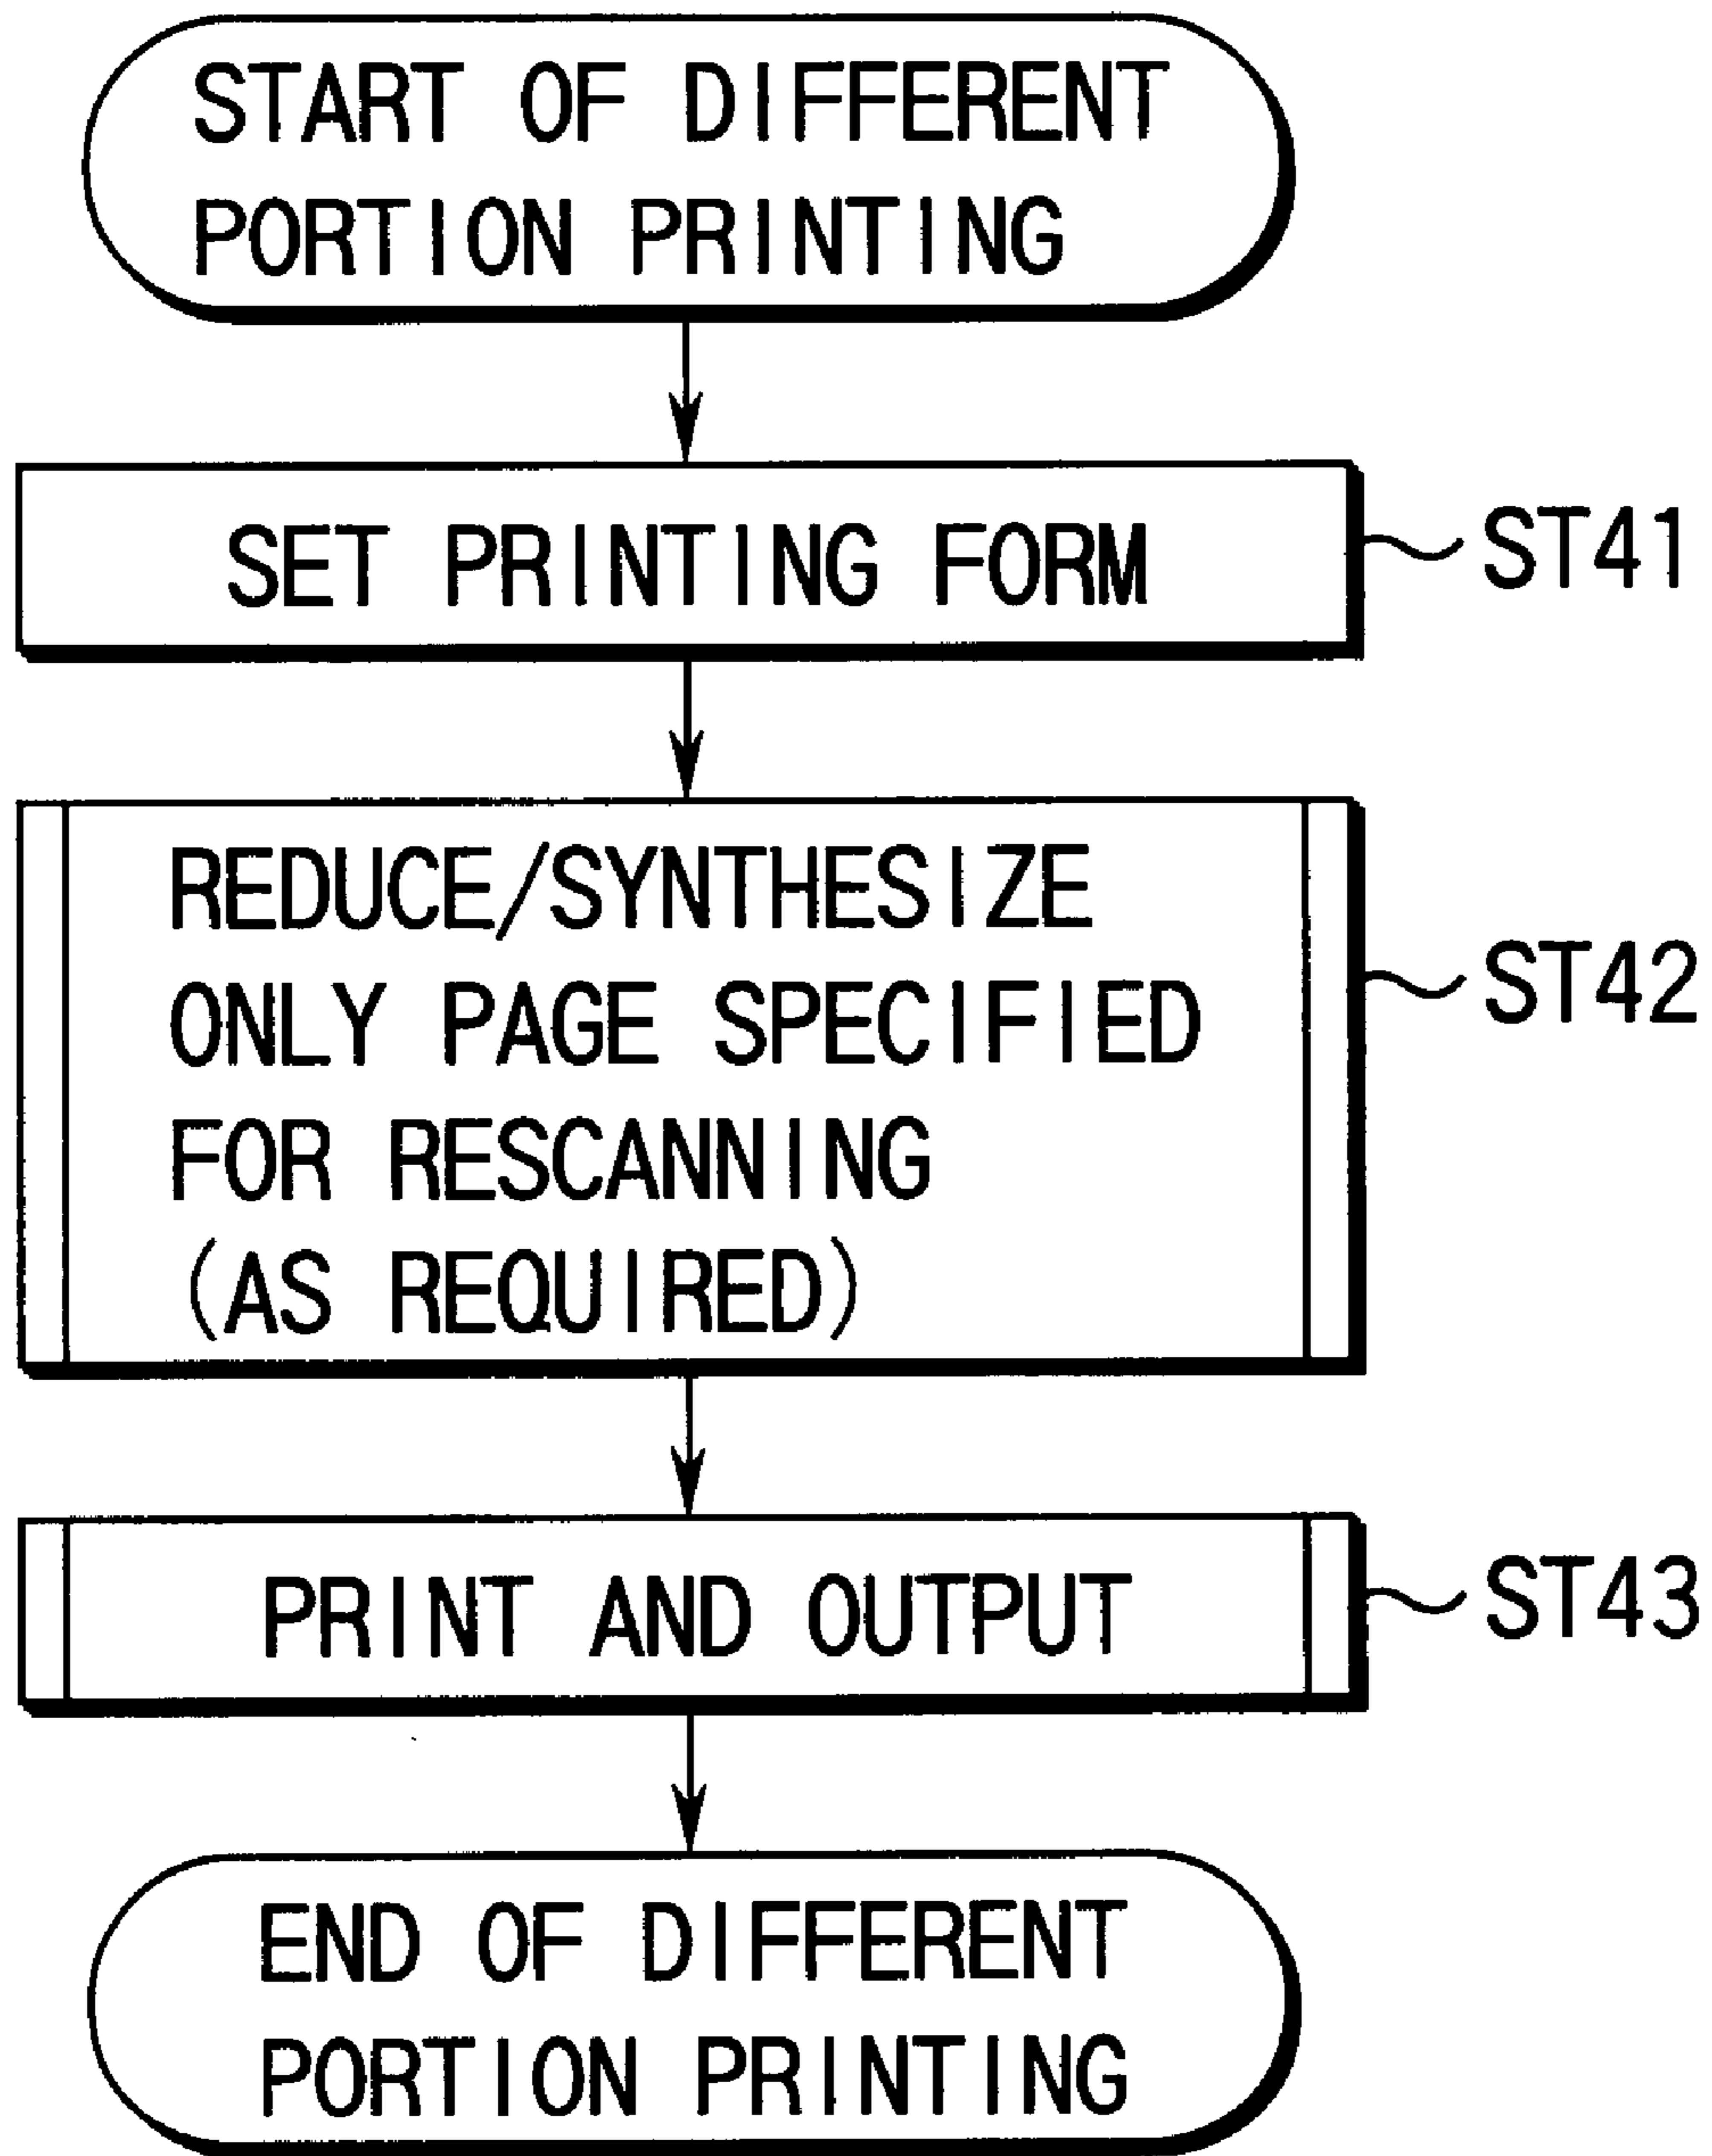 START OF DIFFERENT
PORTION PRINTING
SET PRINTING FORM
ST41
REDUCE/SYNTHESIZE
ONLY PAGE SPECIFIED
FOR RESCANNING
(AS REQUIRED)
ST42
PRINT AND OUTPUT
ST43
END OF DIFFERENT
PORTION PRINTING